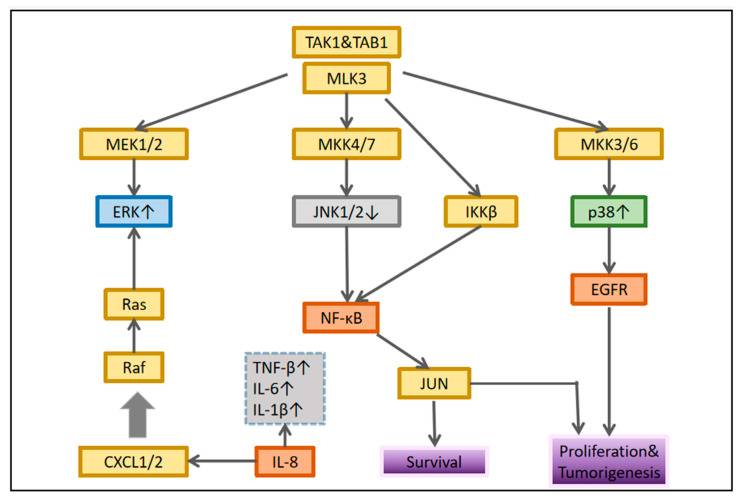 TAK1&TAB1
MLK3
MEK1/2
MKK4/7
MKK3/6
ERK↑
JNK1/2↓
IKKβ
p38↑
Ras
NF-κB
EGFR
Raf
TNF-β↑
IL-6↑
IL-1β↑
JUN
CXCL1/2
IL-8
Survival
Proliferation&
Tumorigenesis